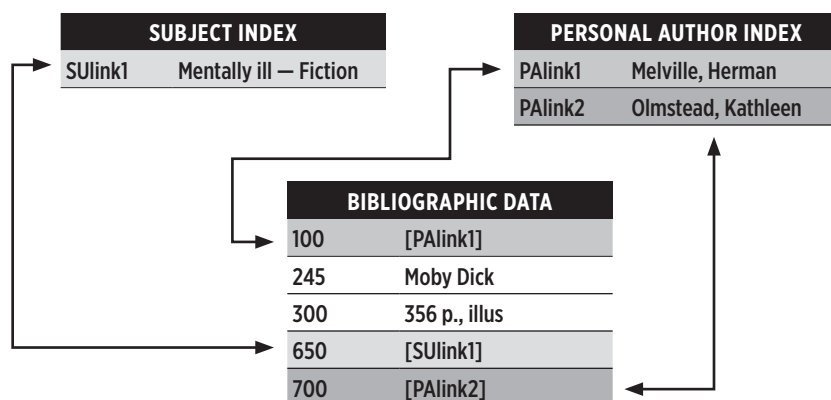 SUBJECT INDEX
SUlink1 Mentally ill — Fiction
PERSONAL AUTHOR INDEX
PAlink1 Melville, Herman
PAlink2 Olmstead, Kathleen
BIBLIOGRAPHIC DATA
100 [PAlink1]
245 Moby Dick
300 356 p., illus
650 [SUlink1]
700 [PAlink2]